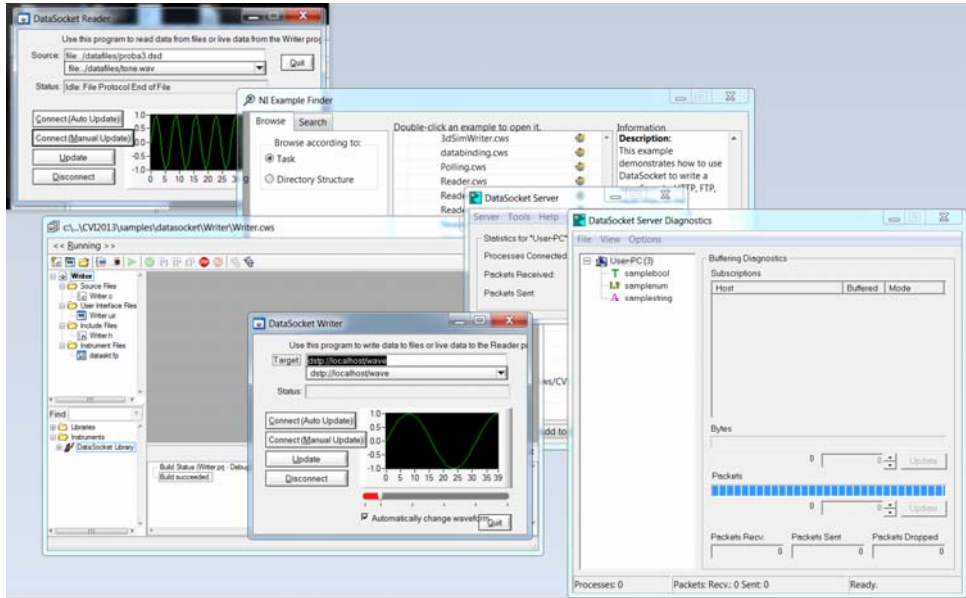 DataSocket Reader
Use this program to read data from files or live data from the Writer prog
Source: file:./datafiles/proba3.dsd
file:./datafiles/tone.wav
Quit
Status: Idle: File Protocol End of File
Connect (Auto Update)
Connect (Manual Update)
Update
Disconnect
1.0
0.5
0.0
-0.5
-1.0
0 5 10 15 20 25 30 35
NI Example Finder
Browse Search
Browse according to:
Task
Directory Structure
Double-click an example to open it.
3dSimWriter.cws
databinding.cws
Polling.cws
Reader.cws
Reade
Reade
Information
Description:
This example
demonstrates how to use
DataSocket to write a
HTTP, FTP,
DataSocket Server
Server Tools Help
Statistics for "User-PC"
Processes Connected
Packets Received:
Packets Sent:
ws/CV
dd to
c:\...\CVI2013\samples\datasocket\Writer\Writer.cws
<< Running >>
Writer
Source Files
Writer.c
User Interface Files
Writer.uir
Include Files
Writer.h
Instrument Files
dataskt.fp
Find
Libraries
Instruments
DataSocket Library
Build Status (Writer.prj - Debug)
Build succeeded.
DataSocket Writer
Use this program to write data to files or live data to the Reader pr
Target: dstp://localhost/wave
dstp://localhost/wave
Status:
Connect (Auto Update)
Connect (Manual Update)
Update
Disconnect
1.0
0.5
0.0
-0.5
-1.0
0 5 10 15 20 25 30 35 39
Automatically change waveform
Quit
DataSocket Server Diagnostics
File View Options
User-PC (3)
T samplebool
1.9 samplenum
A samplestring
Buffering Diagnostics
Subscriptions
Host Buffered Mode
Bytes
0 0 Update
Packets
0 0 Update
Packets Recv. Packets Sent Packets Dropped
0 0 0
Processes: 0 Packets: Recv.: 0 Sent: 0 Ready.